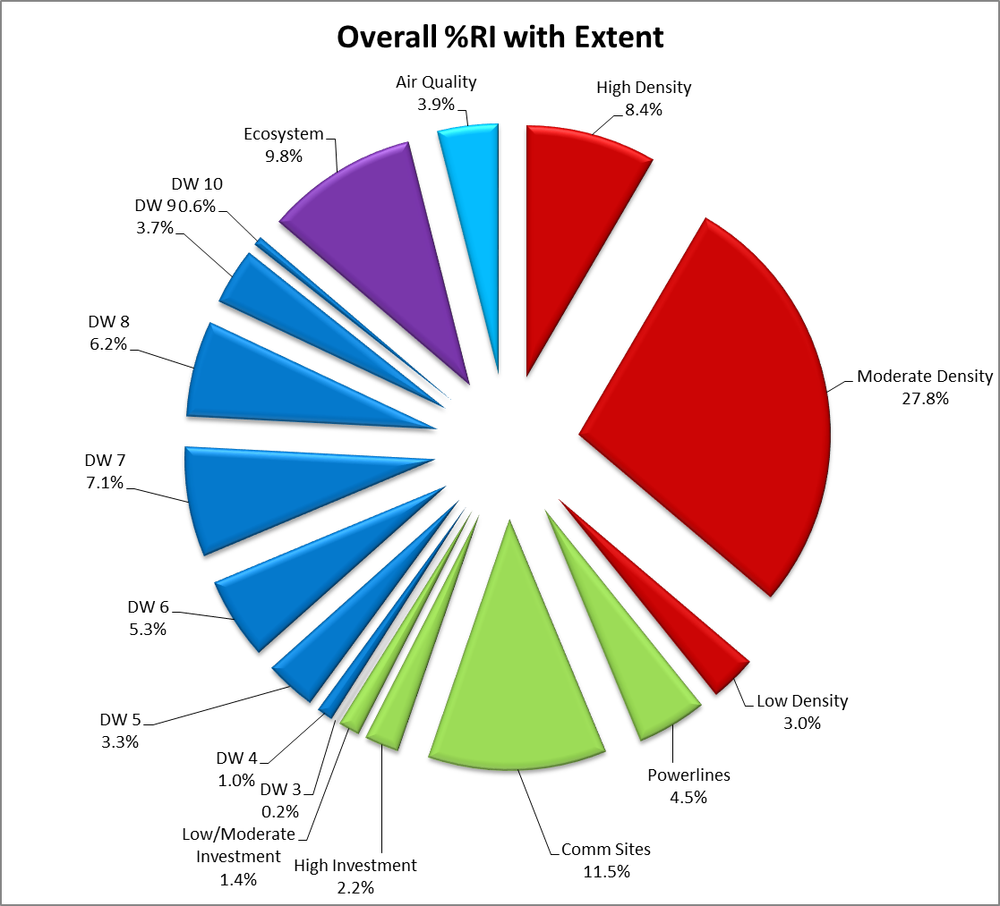 Overall %RI with Extent
Air Quality
3.9%
High Density
8.4%
Ecosystem
9.8%
DW 10
0.6%
DW 9
3.7%
DW 8
6.2%
Moderate Density
27.8%
DW 7
7.1%
DW 6
5.3%
DW 5
3.3%
Low Density
3.0%
DW 4
1.0%
Powerlines
4.5%
DW 3
0.2%
Low/Moderate
Investment
1.4%
High Investment
2.2%
Comm Sites
11.5%